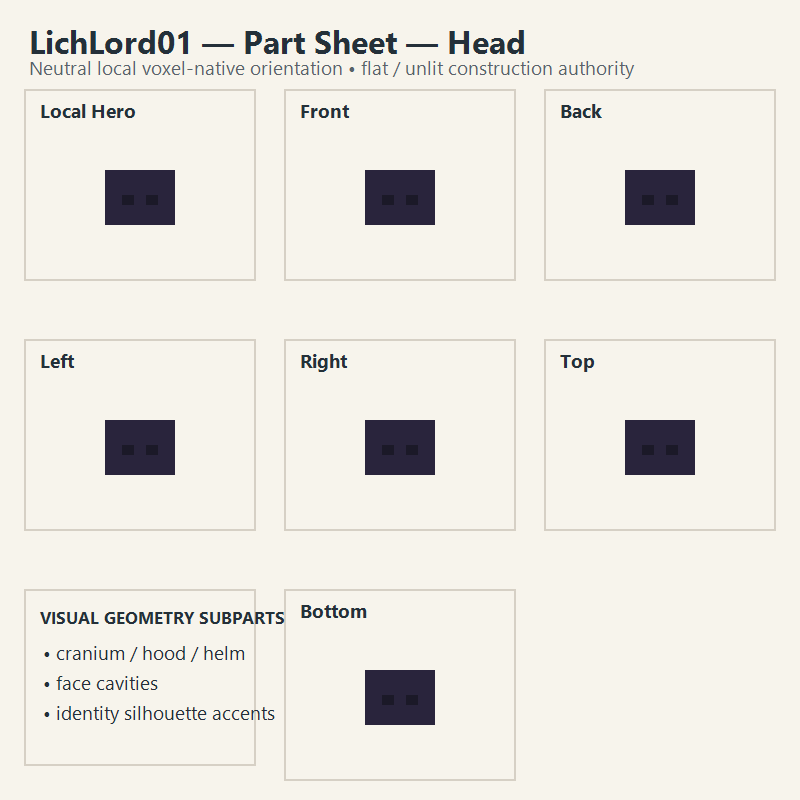 LichLord01 — Part Sheet — Head
Neutral local voxel-native orientation • flat / unlit construction authority
Local Hero
Front
Back
Left
Right
Top
VISUAL GEOMETRY SUBPARTS
• cranium / hood / helm
• face cavities
• identity silhouette accents
Bottom